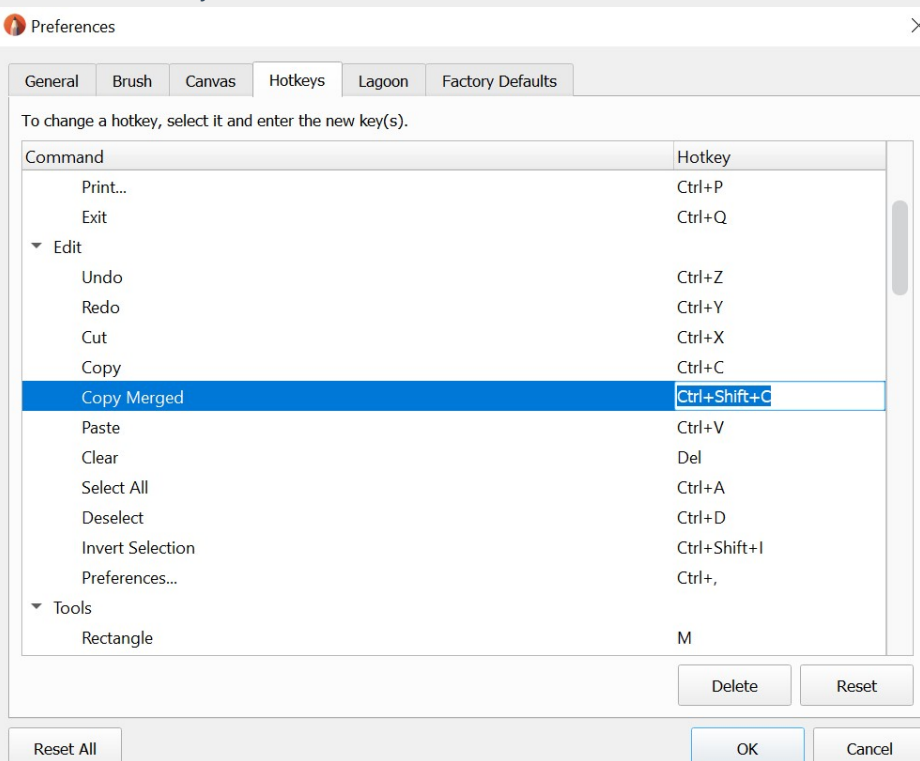 Preferences
General Brush Canvas Hotkeys Lagoon Factory Defaults
To change a hotkey, select it and enter the new key(s).
Command Hotkey
Print... Ctrl+P
Exit Ctrl+Q
Edit
Undo Ctrl+Z
Redo Ctrl+Y
Cut Ctrl+X
Copy Ctrl+C
Copy Merged Ctrl+Shift+C
Paste Ctrl+V
Clear Del
Select All Ctrl+A
Deselect Ctrl+D
Invert Selection Ctrl+Shift+I
Preferences... Ctrl+,
Tools
Rectangle M
Delete Reset
Reset All OK Cancel